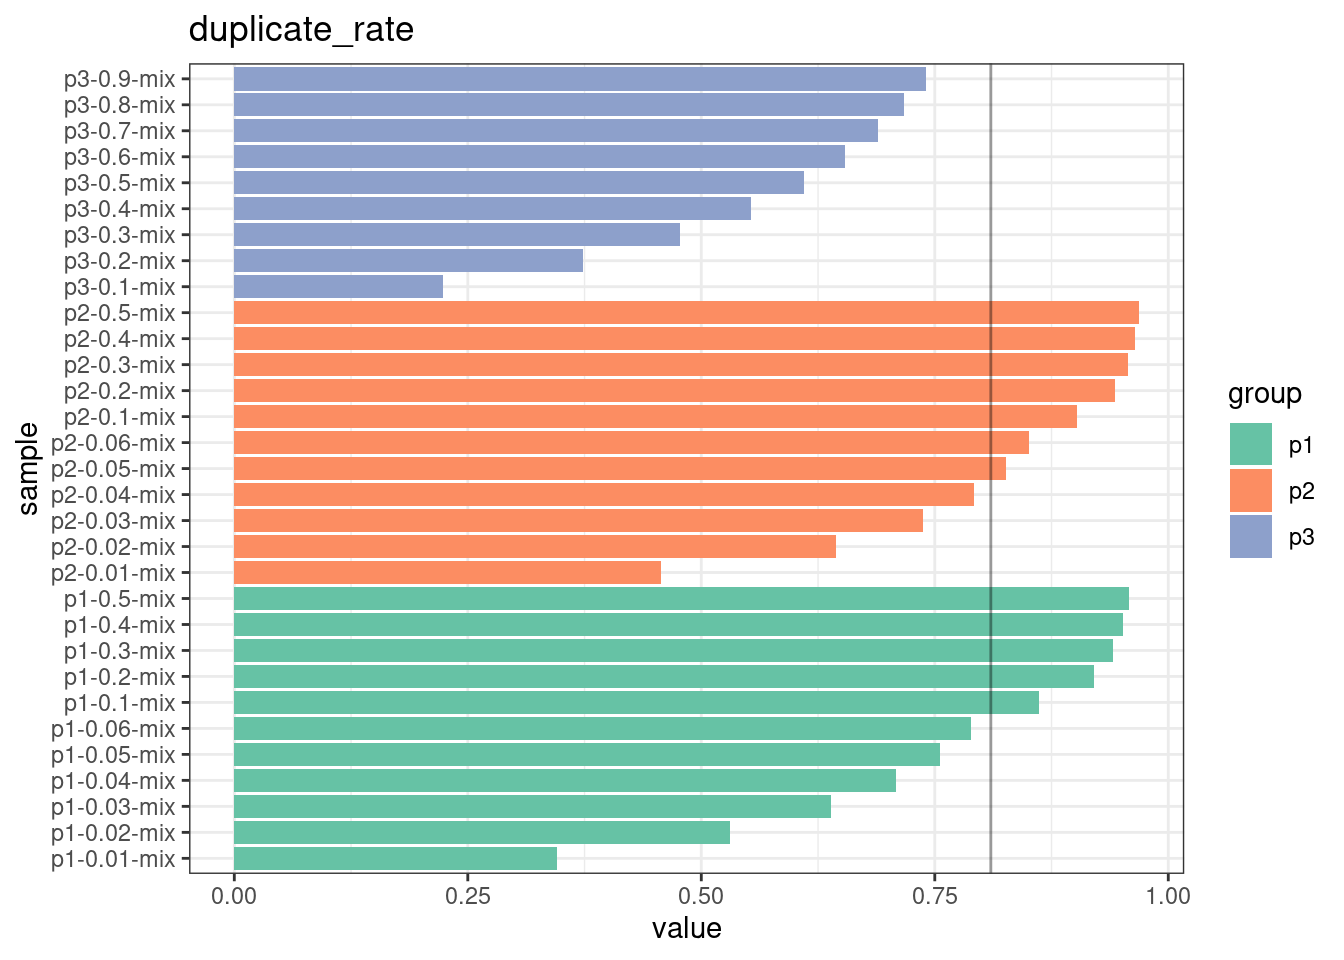 duplicate_rate
p3-0.9-mix
p3-0.8-mix
p3-0.7-mix
p3-0.6-mix
p3-0.5-mix
p3-0.4-mix
p3-0.3-mix
p3-0.2-mix
p3-0.1-mix
p2-0.5-mix
p2-0.4-mix
p2-0.3-mix
p2-0.2-mix
p2-0.1-mix
p2-0.06-mix
p2-0.05-mix
p2-0.04-mix
p2-0.03-mix
p2-0.02-mix
p2-0.01-mix
p1-0.5-mix
p1-0.4-mix
p1-0.3-mix
p1-0.2-mix
p1-0.1-mix
p1-0.06-mix
p1-0.05-mix
p1-0.04-mix
p1-0.03-mix
p1-0.02-mix
p1-0.01-mix
sample
0.00 0.25 0.50 0.75 1.00
value
group
p1
p2
p3